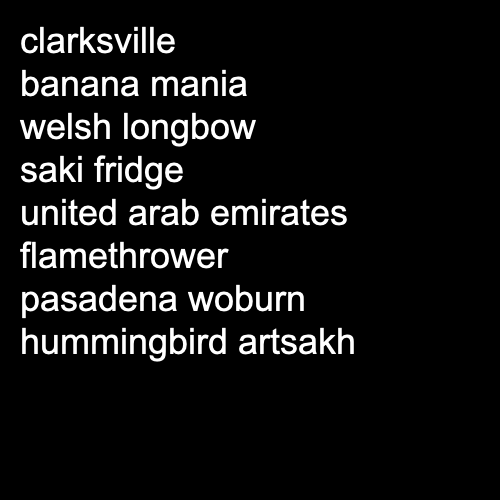 clarksville
banana mania
welsh longbow
saki fridge
united arab emirates
flamethrower
pasadena woburn
hummingbird artsakh